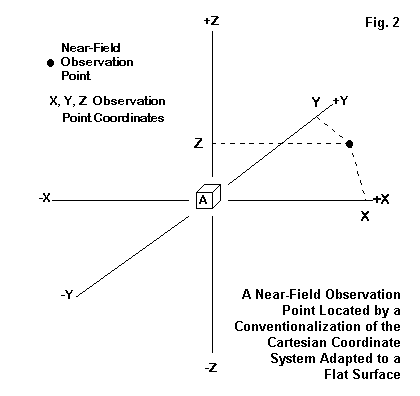 +Z
Fig. 2
Near-Field
Observation
Point
X, Y, Z Observation
Point Coordinates
Y +Y
Z
-X
A
+X
X
-Y
-Z
A Near-Field Observation
Point Located by a
Conventionalization of the
Cartesian Coordinate
System Adapted to a
Flat Surface